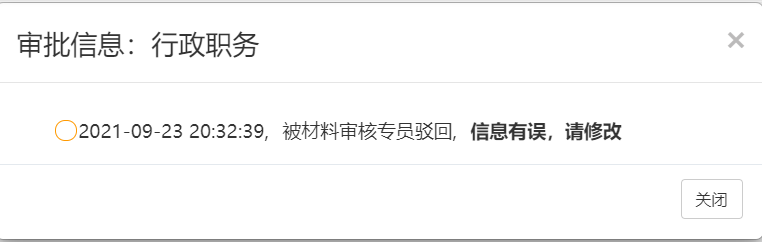 审批信息：行政职务
×
2021-09-23 20:32:39，被材料审核专员驳回，信息有误，请修改
关闭